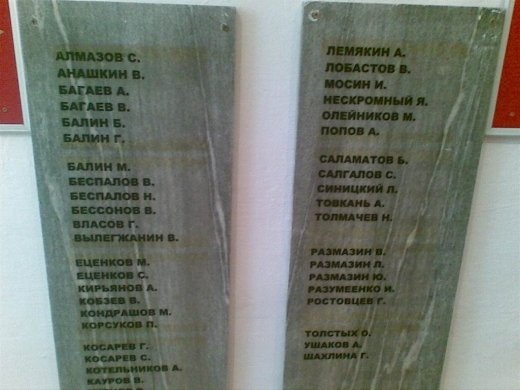 АЛМАЗОВ С.
АНАШКИН В.
БАГАЕВ А.
БАГАЕВ В.
БАЛИН Б.
БАЛИН Г.
БАЛИН М.
БЕСПАЛОВ В.
БЕСПАЛОВ Н.
БЕССОНОВ В.
ВЛАСОВ Г.
ВЫЛЕГЖАНИН В.
ЕЦЕНКОВ М.
ЕЦЕНКОВ С.
КИРЬЯНОВ А.
КОБЗЕВ В.
КОНДРАШОВ М.
КОРСУКОВ П.
КОСАРЕВ Г.
КОСАРЕВ С.
КОТЕЛЬНИКОВ А.
КАУРОВ В.
ЛЕМЯКИН А.
ЛОБАСТОВ В.
МОСИН И.
НЕСКРОМНЫЙ Я.
ОЛЕЙНИКОВ М.
ПОПОВ А.
САЛАМАТОВ Б.
САЛГАЛОВ С.
СИНИЦКИЙ Л.
ТОВКАНЬ А.
ТОЛМАЧЕВ Н.
РАЗМАЗИН В.
РАЗМАЗИН Л.
РАЗМАЗИН Ю.
РАЗУМЕЕНКО И.
РОСТОВЦЕВ Г.
ТОЛСТЫХ О.
УШАКОВ А.
ШАХЛИНА Г.